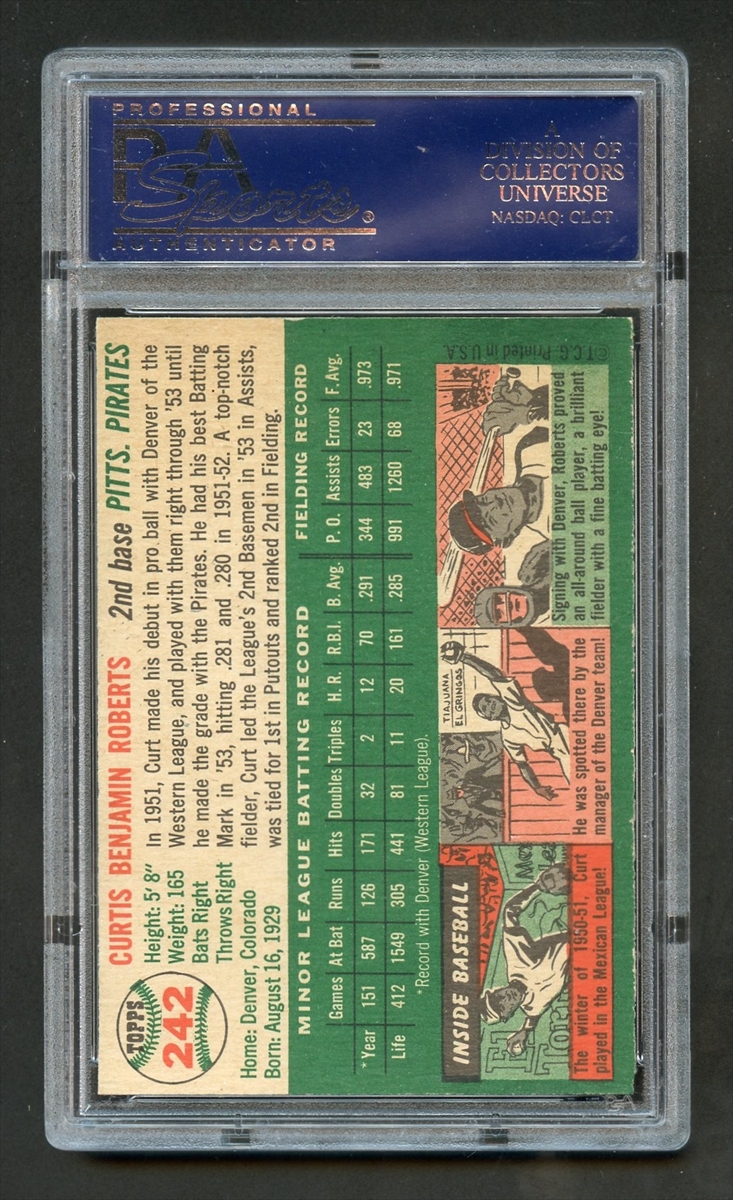 PROFESSIONAL
PSA
Sports®
AUTHENTICATOR
A
DIVISION OF
COLLECTORS
UNIVERSE
NASDAQ: CLCT
TOPPS
242
CURTIS BENJAMIN ROBERTS 2nd base PITTS. PIRATES
Height: 5' 8"
Weight: 165
Bats Right
Throws Right
Home: Denver, Colorado
Born: August 16, 1929
In 1951, Curt made his debut in pro ball with Denver of the
Western League, and played with them right through '53 until
he made the grade with the Pirates. He had his best Batting
Mark in '53, hitting .281 and .280 in 1951-52. A top-notch
fielder, Curt led the League's 2nd Basemen in '53 in Assists,
was tied for 1st in Putouts and ranked 2nd in Fielding.
MINOR LEAGUE BATTING RECORD FIELDING RECORD
Games At Bat Runs Hits Doubles Triples H. R. R.B.I. B. Avg. P. O. Assists Errors F. Avg.
*Year 151 587 126 171 32 2 12 70 .291 344 483 23 .973
Life 412 1549 305 441 81 11 20 161 .285 991 1260 68 .971
*Record with Denver (Western League).
INSIDE BASEBALL
El
Torea
Mex
Lea
The winter of 1950-51, Curt
played in the Mexican League!
TIAJUANA
EL GRINGOS
He was spotted there by the
manager of the Denver team!
Signing with Denver, Roberts proved
an all-around ball player, a brilliant
fielder with a fine batting eye!
©T.C.G. Printed in U.S.A.